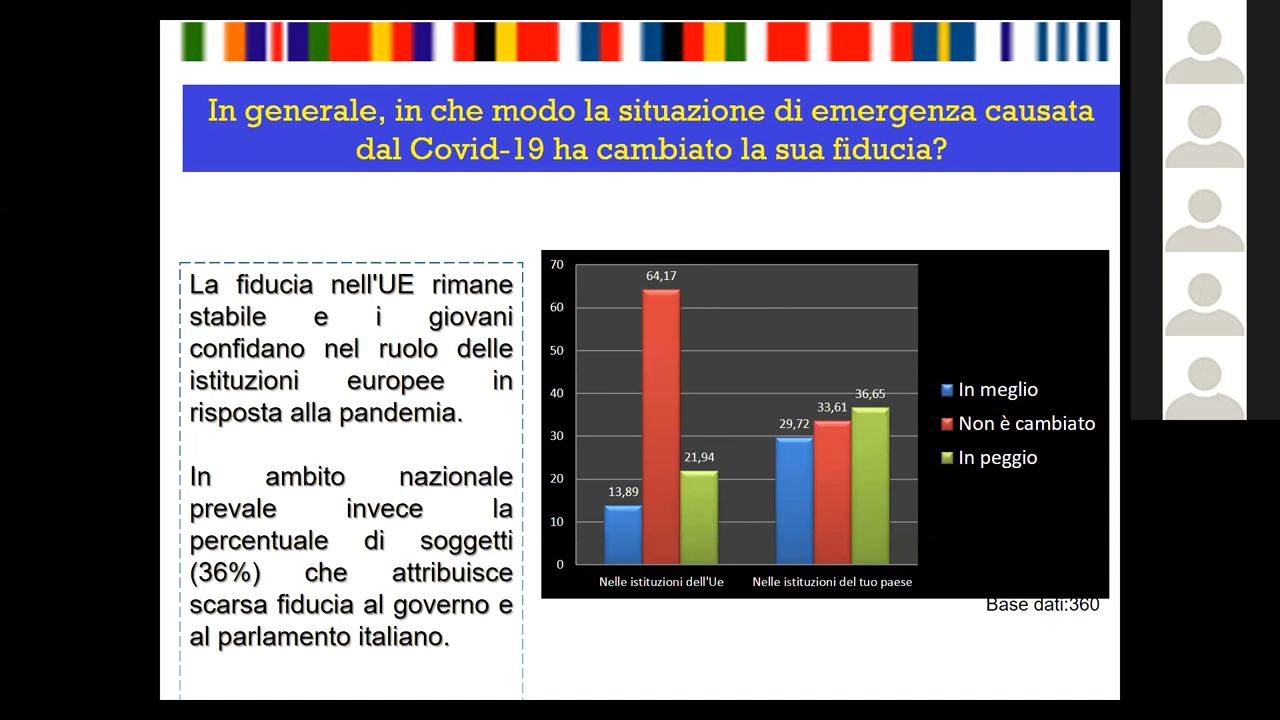 In generale, in che modo la situazione di emergenza causata
dal Covid-19 ha cambiato la sua fiducia?
La fiducia nell'UE rimane
stabile e i giovani
confidano nel ruolo delle
istituzioni europee in
risposta alla pandemia.
In ambito nazionale
prevale invece la
percentuale di soggetti
(36%) che attribuisce
scarsa fiducia al governo e
al parlamento italiano.
70
60
50
40
30
20
10
0
13,89
64,17
21,94
29,72
33,61
36,65
Nelle istituzioni dell'Ue
Nelle istituzioni del tuo paese
In meglio
Non è cambiato
In peggio
Base dati:360